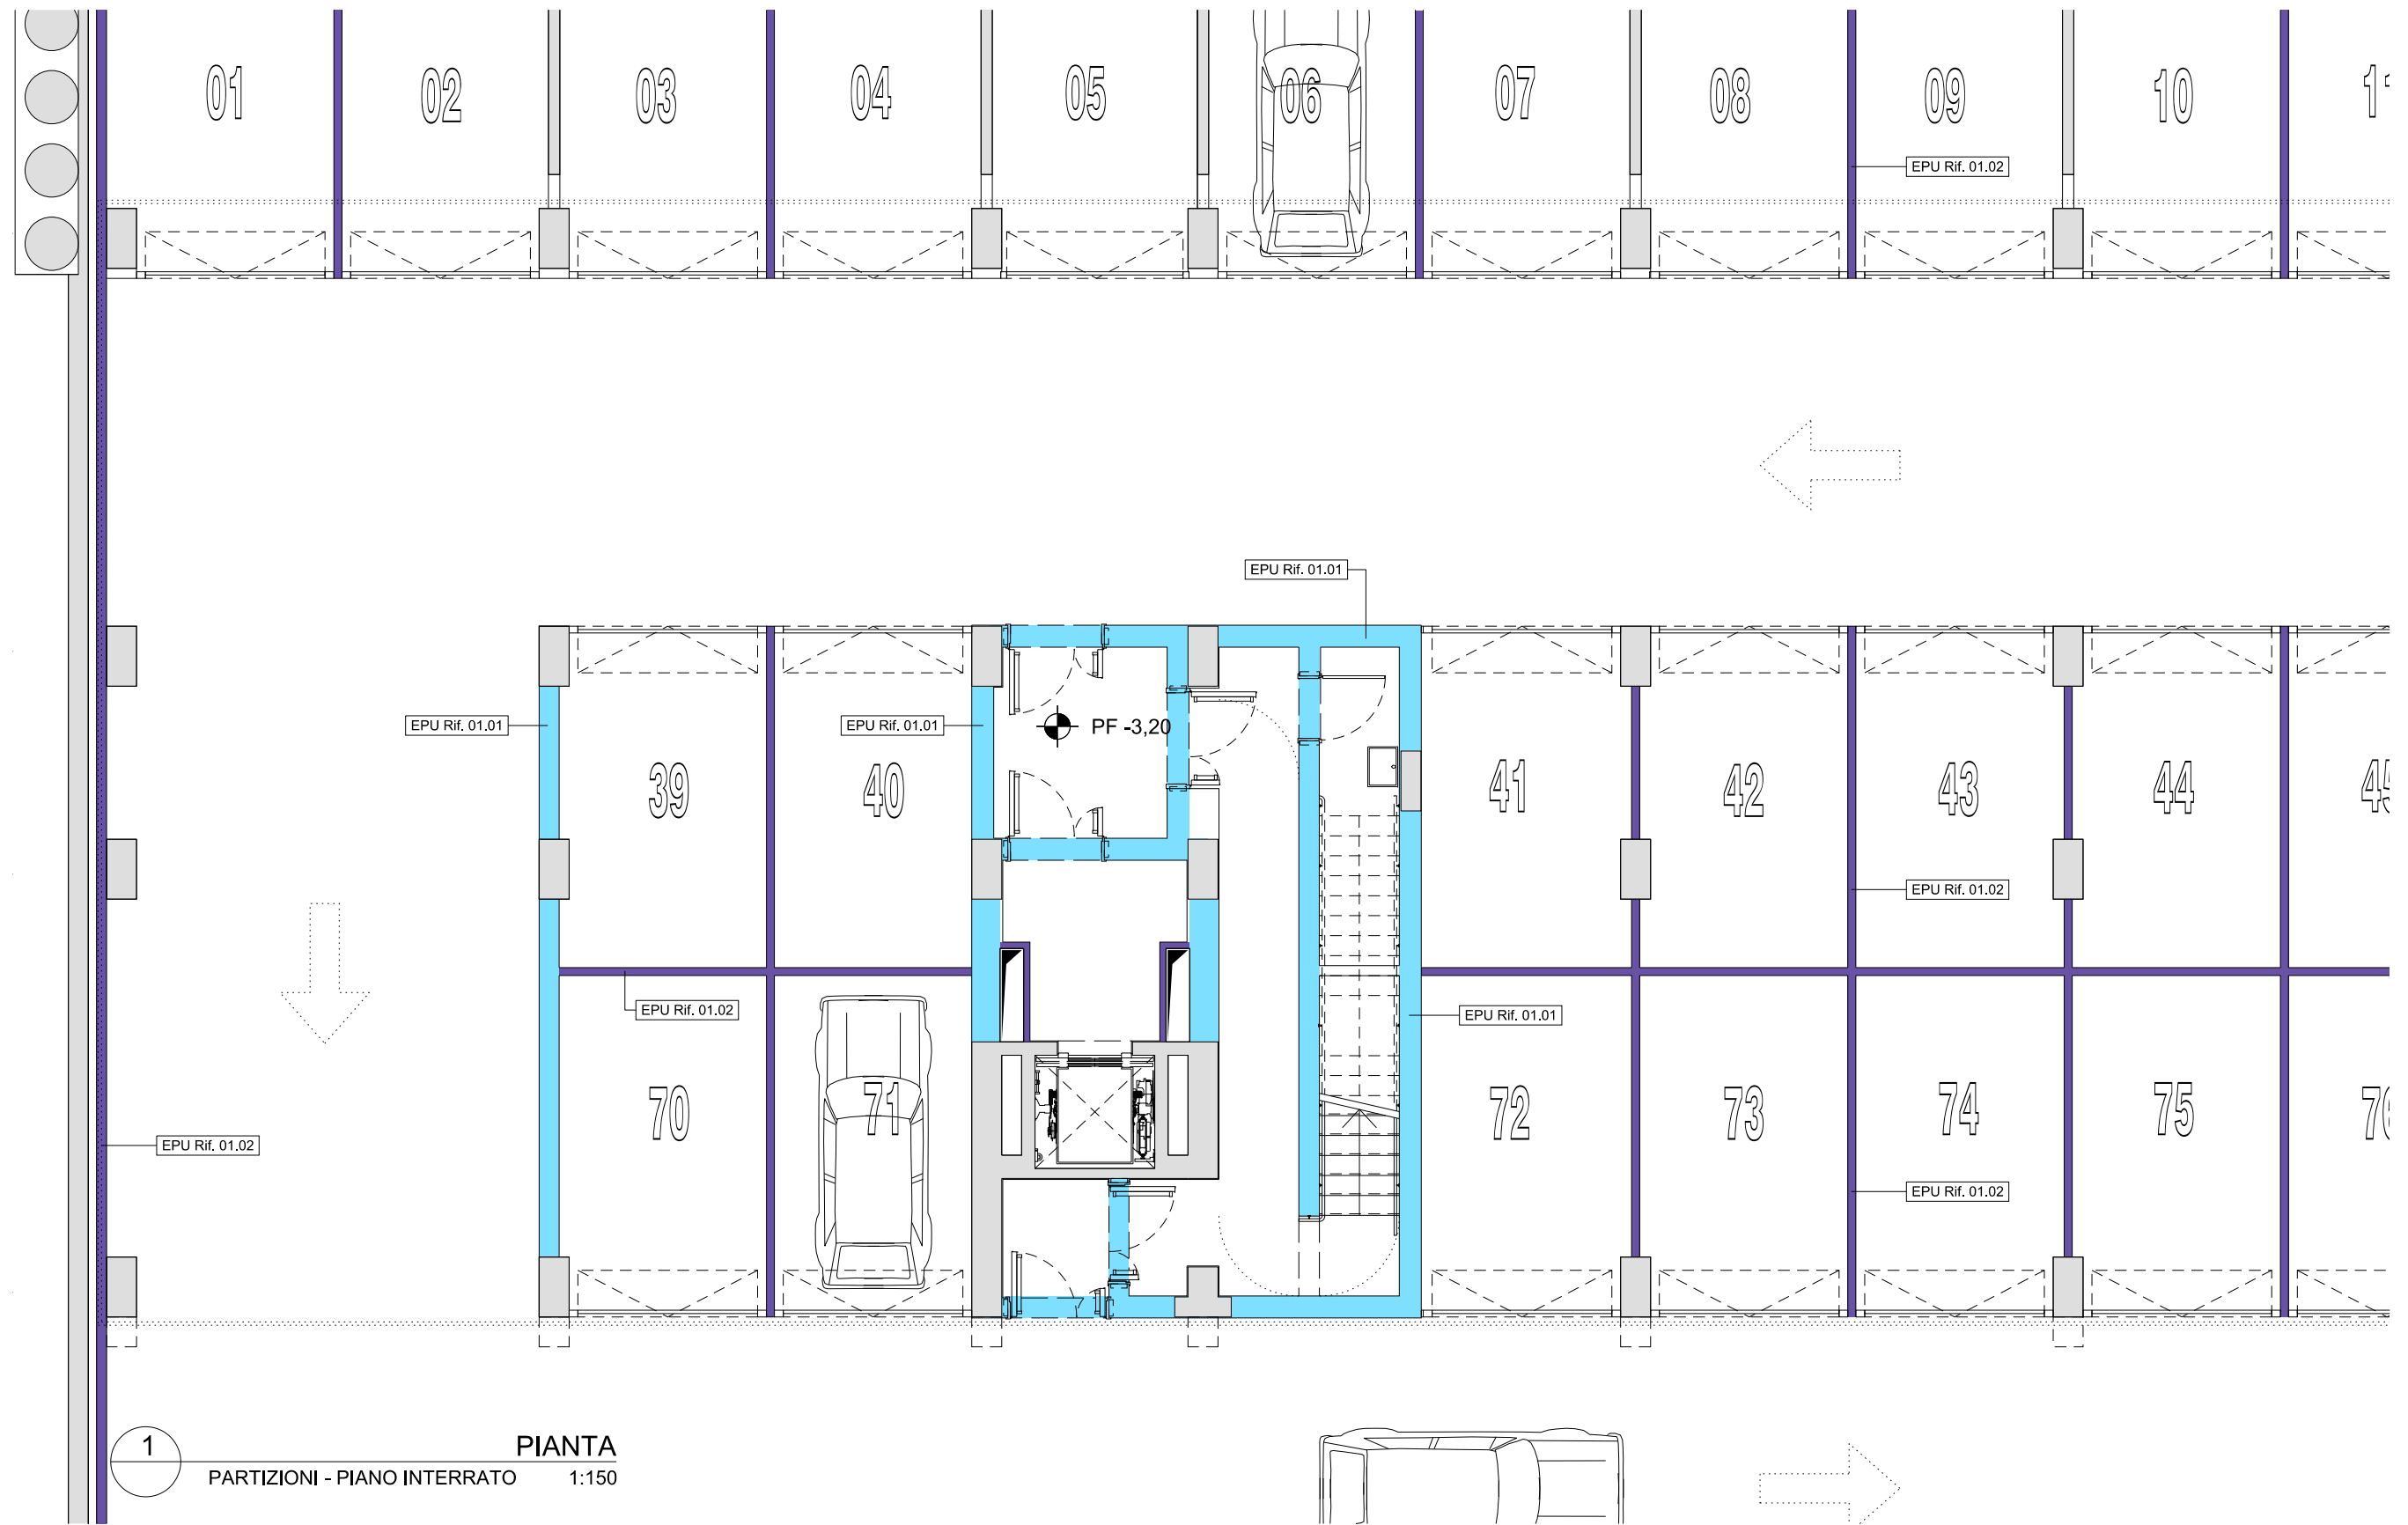 01 02 03 04 05 06 07 08 09 10
EPU Rif. 01.02
EPU Rif. 01.01
EPU Rif. 01.01
EPU Rif. 01.01
PF -3,20
39 40 41 42 43 44
EPU Rif. 01.02
EPU Rif. 01.02
EPU Rif. 01.01
70 71 72 73 74 75
EPU Rif. 01.02
EPU Rif. 01.02
1
PIANTA
PARTIZIONI - PIANO INTERRATO 1:150